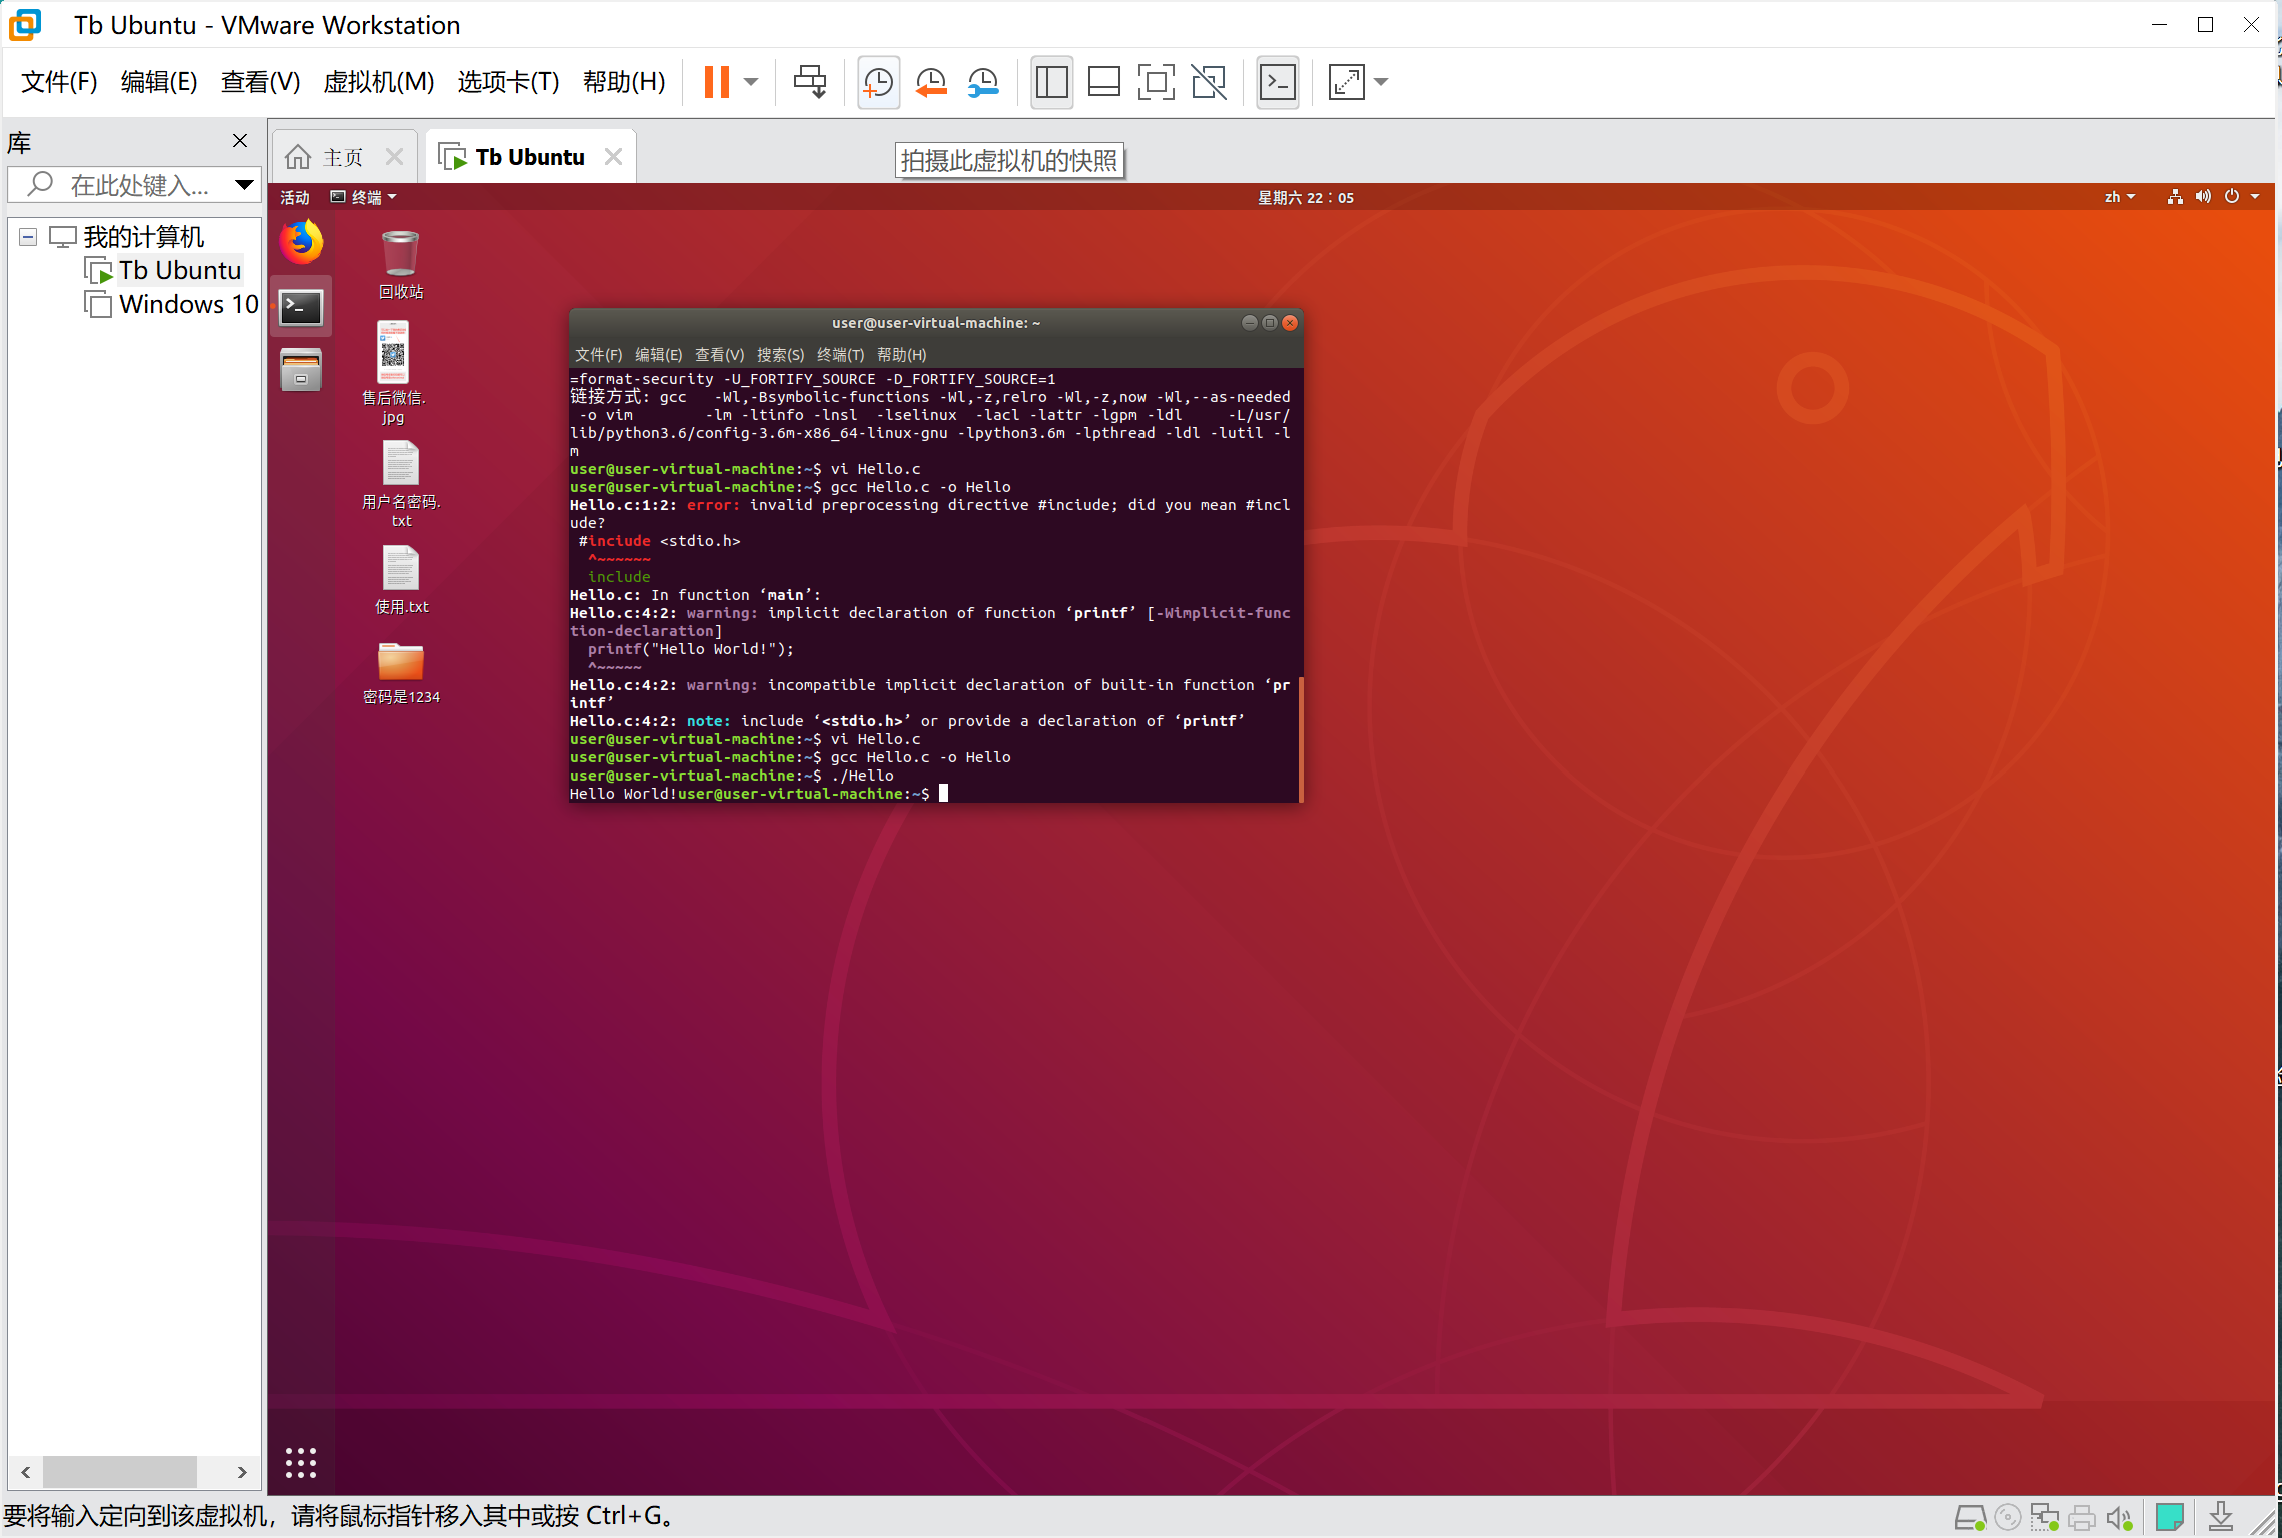 Tb Ubuntu - VMware Workstation
文件(F) 编辑(E) 查看(V) 虚拟机(M) 选项卡(T) 帮助(H)
库
在此处键入...
我的计算机
Tb Ubuntu
Windows 10
主页
Tb Ubuntu
拍摄此虚拟机的快照
活动 终端
星期六 22：05
zh
回收站
售后微信.
jpg
用户名密码.
txt
使用.txt
密码是1234
user@user-virtual-machine: ~
文件(F) 编辑(E) 查看(V) 搜索(S) 终端(T) 帮助(H)
=format-security -U_FORTIFY_SOURCE -D_FORTIFY_SOURCE=1
链接方式: gcc   -Wl,-Bsymbolic-functions -Wl,-z,relro -Wl,-z,now -Wl,--as-needed
 -o vim        -lm -ltinfo -lnsl  -lselinux  -lacl -lattr -lgpm -ldl     -L/usr/
lib/python3.6/config-3.6m-x86_64-linux-gnu -lpython3.6m -lpthread -ldl -lutil -l
m
user@user-virtual-machine:~$ vi Hello.c
user@user-virtual-machine:~$ gcc Hello.c -o Hello
Hello.c:1:2: error: invalid preprocessing directive #inciude; did you mean #incl
ude?
 #inciude <stdio.h>
  ^~~~~~~
  include
Hello.c: In function ‘main’:
Hello.c:4:2: warning: implicit declaration of function ‘printf’ [-Wimplicit-func
tion-declaration]
  printf("Hello World!");
  ^~~~~~
Hello.c:4:2: warning: incompatible implicit declaration of built-in function ‘pr
intf’
Hello.c:4:2: note: include ‘<stdio.h>’ or provide a declaration of ‘printf’
user@user-virtual-machine:~$ vi Hello.c
user@user-virtual-machine:~$ gcc Hello.c -o Hello
user@user-virtual-machine:~$ ./Hello
Hello World!user@user-virtual-machine:~$
要将输入定向到该虚拟机，请将鼠标指针移入其中或按 Ctrl+G。